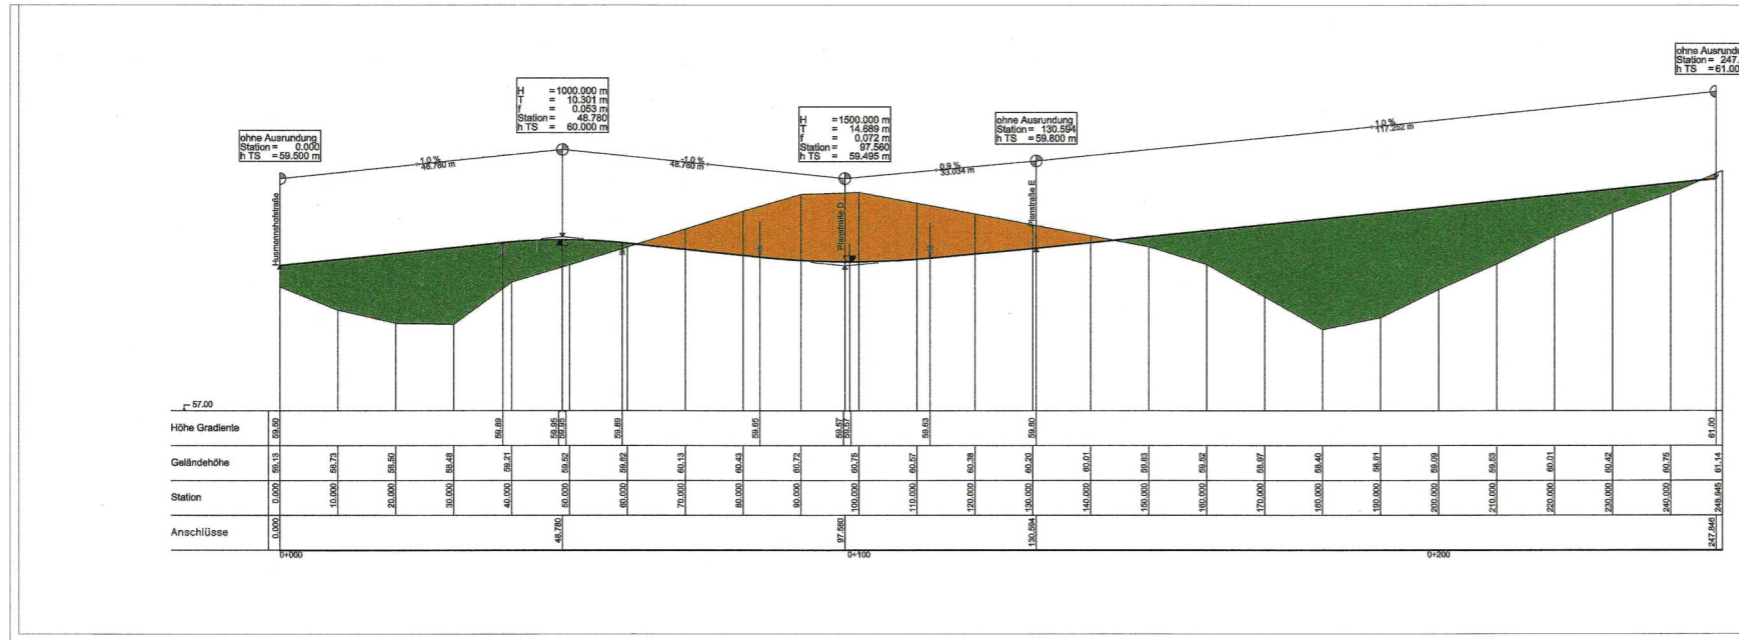 ohne Ausrundu
Station = 247.
h TS = 61.00
H = 1000.000 m
T = 10.301 m
f = 0.053 m
Station = 48.780
h TS = 60.000 m
H = 1500.000 m
T = 14.689 m
f = 0.072 m
Station = 97.560
h TS = 59.495 m
ohne Ausrundung
Station = 130.594
h TS = 59.800 m
ohne Ausrundung
Station = 0.000
h TS = 59.500 m
1.0 %
48.780 m
-1.0 %
48.780 m
0.9 %
33.034 m
1.0 %
117.252 m
Husmannshofstraße
Planstraße D
Planstraße E
57.00
Höhe Gradiente
59.50 59.89 59.95 59.95 59.89 59.65 59.57 59.57 59.63 59.80 61.00
Geländehöhe
59.13 58.73 58.50 58.48 59.21 59.52 59.82 60.13 60.43 60.72 60.75 60.57 60.38 60.20 60.01 59.83 59.52 58.97 58.40 58.61 59.09 59.53 60.01 60.42 60.75 61.14
Station
0.000 10.000 20.000 30.000 40.000 50.000 60.000 70.000 80.000 90.000 100.000 110.000 120.000 130.000 140.000 150.000 160.000 170.000 180.000 190.000 200.000 210.000 220.000 230.000 240.000 248.945
Anschlüsse
0.000 48.780 97.560 130.594 247.846
0+000 0+100 0+200